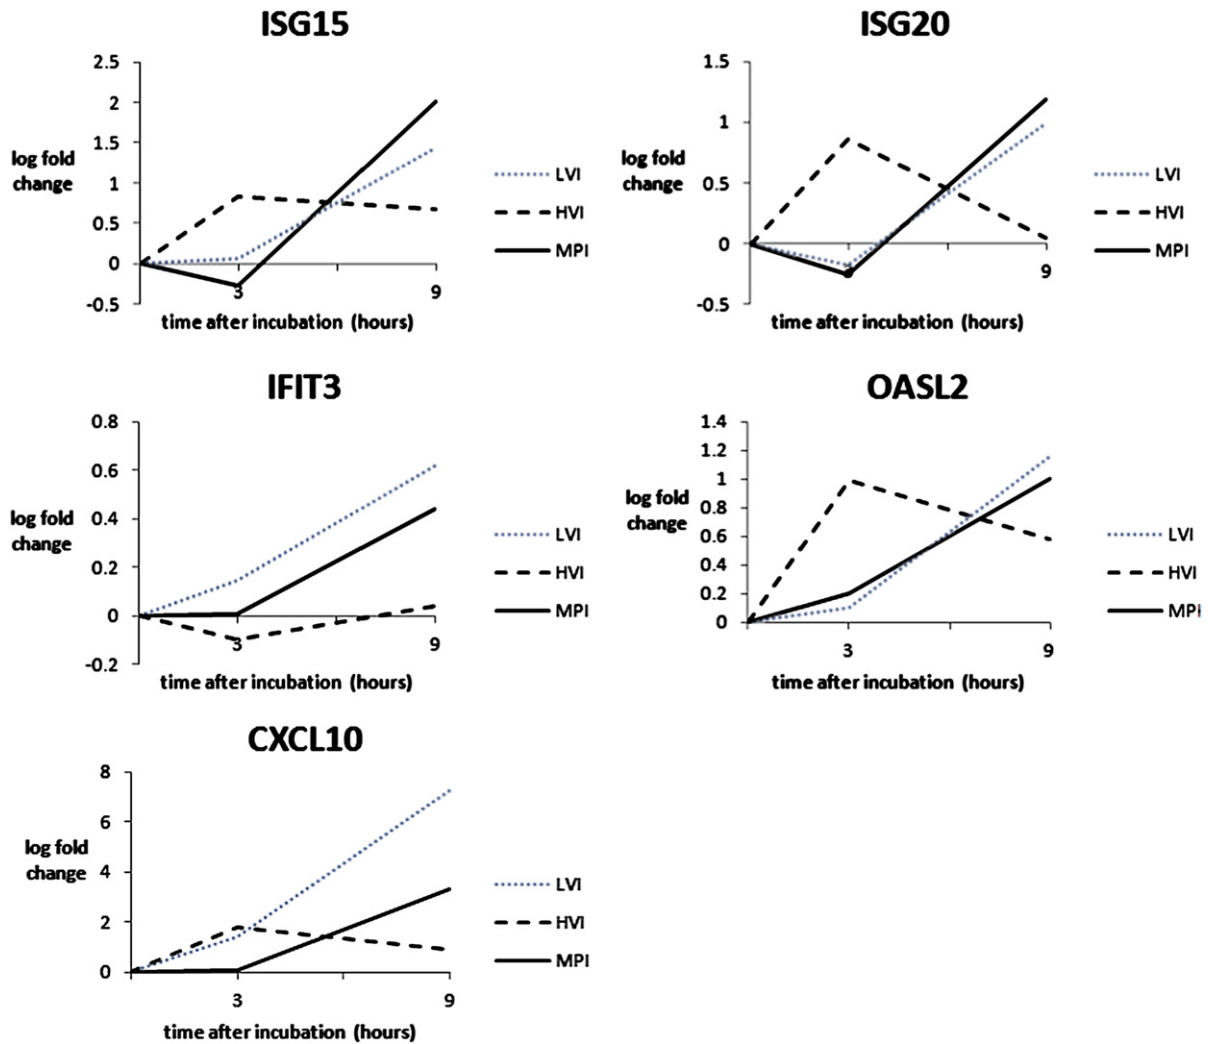 ISG15
2.5
2
1.5
1
0.5
0
-0.5
log fold
change
3
9
time after incubation (hours)
LVI
HVI
MPI
ISG20
1.5
1
0.5
0
-0.5
log fold
change
9
time after incubation (hours)
LVI
HVI
MPI
IFIT3
0.8
0.6
0.4
0.2
0
-0.2
log fold
change
3
9
time after incubation (hours)
LVI
HVI
MPI
OASL2
1.4
1.2
1
0.8
0.6
0.4
0.2
0
log fold
change
3
9
time after incubation (hours)
LVI
HVI
MPI
CXCL10
8
6
4
2
0
log fold
change
3
9
time after incubation (hours)
LVI
HVI
MPI